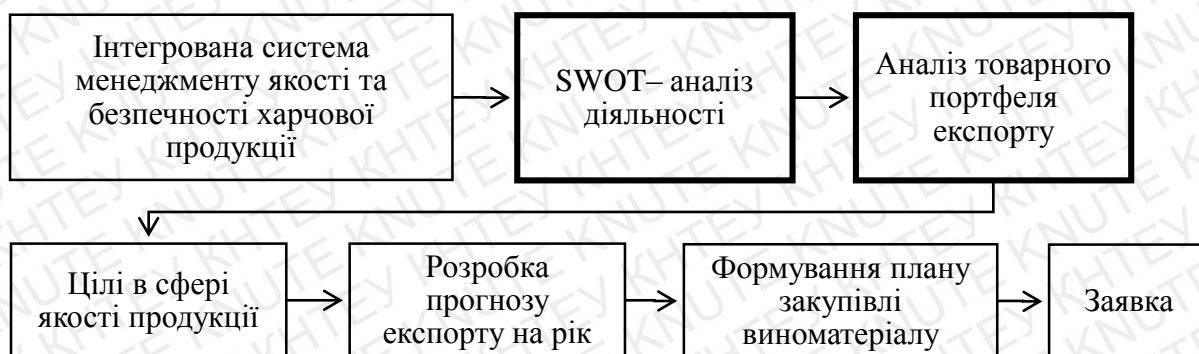 Інтегрована система
менеджменту якості та
безпечності харчової
продукції
SWOT– аналіз
діяльності
Аналіз товарного
портфеля
експорту
Цілі в сфері
якості продукції
Розробка
прогнозу
експорту на рік
Формування плану
закупівлі
виноматеріалу
Заявка